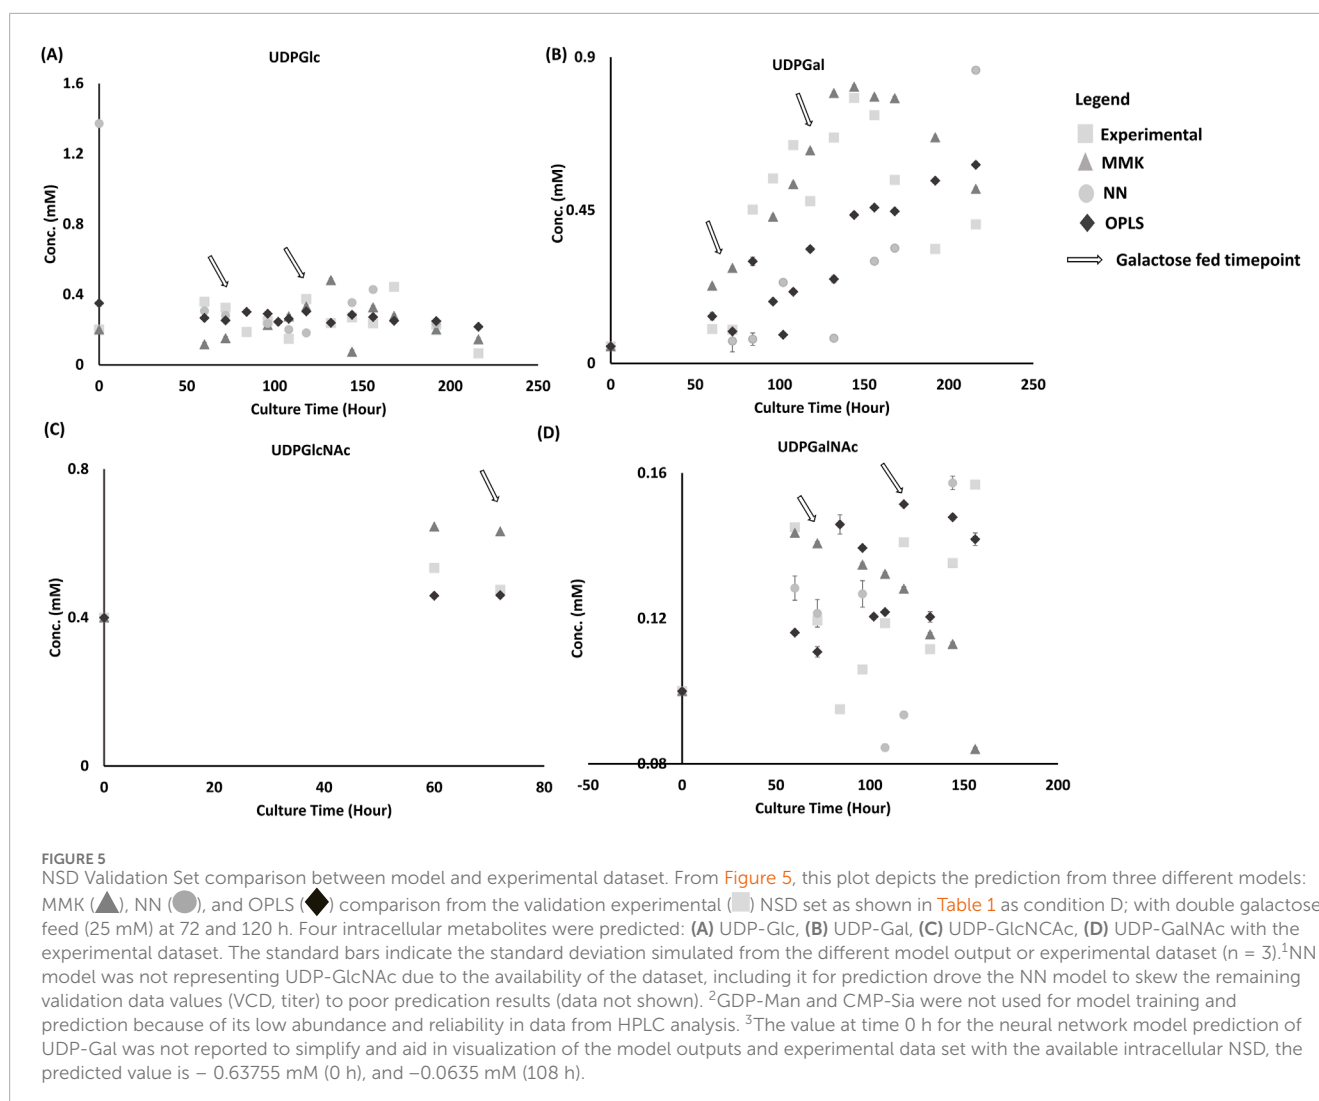 (A)
UDPGlc
1.6
1.2
0.8
0.4
0
Conc. (mM)
0 50 100 150 200 250
Culture Time (Hour)
(B)
UDPGal
0.9
0.45
0
Conc. (mM)
0 50 100 150 200 250
Culture Time (Hour)
Legend
Experimental
MMK
NN
OPLS
Galactose fed timepoint
(C)
UDPGlcNAc
0.8
0.4
0
Conc. (mM)
0 20 40 60 80
Culture Time (Hour)
(D)
UDPGalNAc
0.16
0.12
0.08
Conc. (mM)
-50 0 50 100 150 200
Culture Time (Hour)
FIGURE 5
NSD Validation Set comparison between model and experimental dataset. From Figure 5, this plot depicts the prediction from three different models:
MMK (▲), NN (●), and OPLS (◆) comparison from the validation experimental (■) NSD set as shown in Table 1 as condition D; with double galactose
feed (25 mM) at 72 and 120 h. Four intracellular metabolites were predicted: (A) UDP-Glc, (B) UDP-Gal, (C) UDP-GlcNCAc, (D) UDP-GalNAc with the
experimental dataset. The standard bars indicate the standard deviation simulated from the different model output or experimental dataset (n = 3).¹NN
model was not representing UDP-GlcNAc due to the availability of the dataset, including it for prediction drove the NN model to skew the remaining
validation data values (VCD, titer) to poor predication results (data not shown). ²GDP-Man and CMP-Sia were not used for model training and
prediction because of its low abundance and reliability in data from HPLC analysis. ³The value at time 0 h for the neural network model prediction of
UDP-Gal was not reported to simplify and aid in visualization of the model outputs and experimental data set with the available intracellular NSD, the
predicted value is – 0.63755 mM (0 h), and –0.0635 mM (108 h).